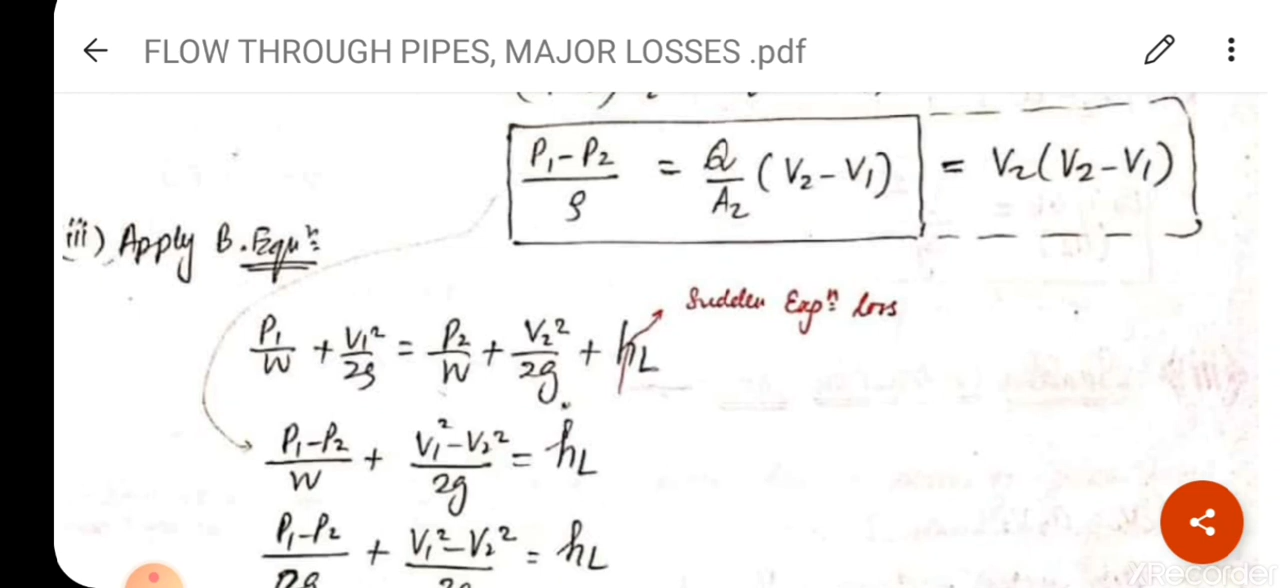 FLOW THROUGH PIPES, MAJOR LOSSES .pdf
(P₁-P₂)/ρ = Q/A₂ (V₂-V₁) = V₂(V₂-V₁)
iii) Apply B. Equⁿ:
P₁/W + V₁²/2g = P₂/W + V₂²/2g + hL
Sudden Expⁿ: loss
(P₁-P₂)/W + (V₁²-V₂²)/2g = hL
P₁-P₂ + V₁²-V₂² = hL
XRecorder